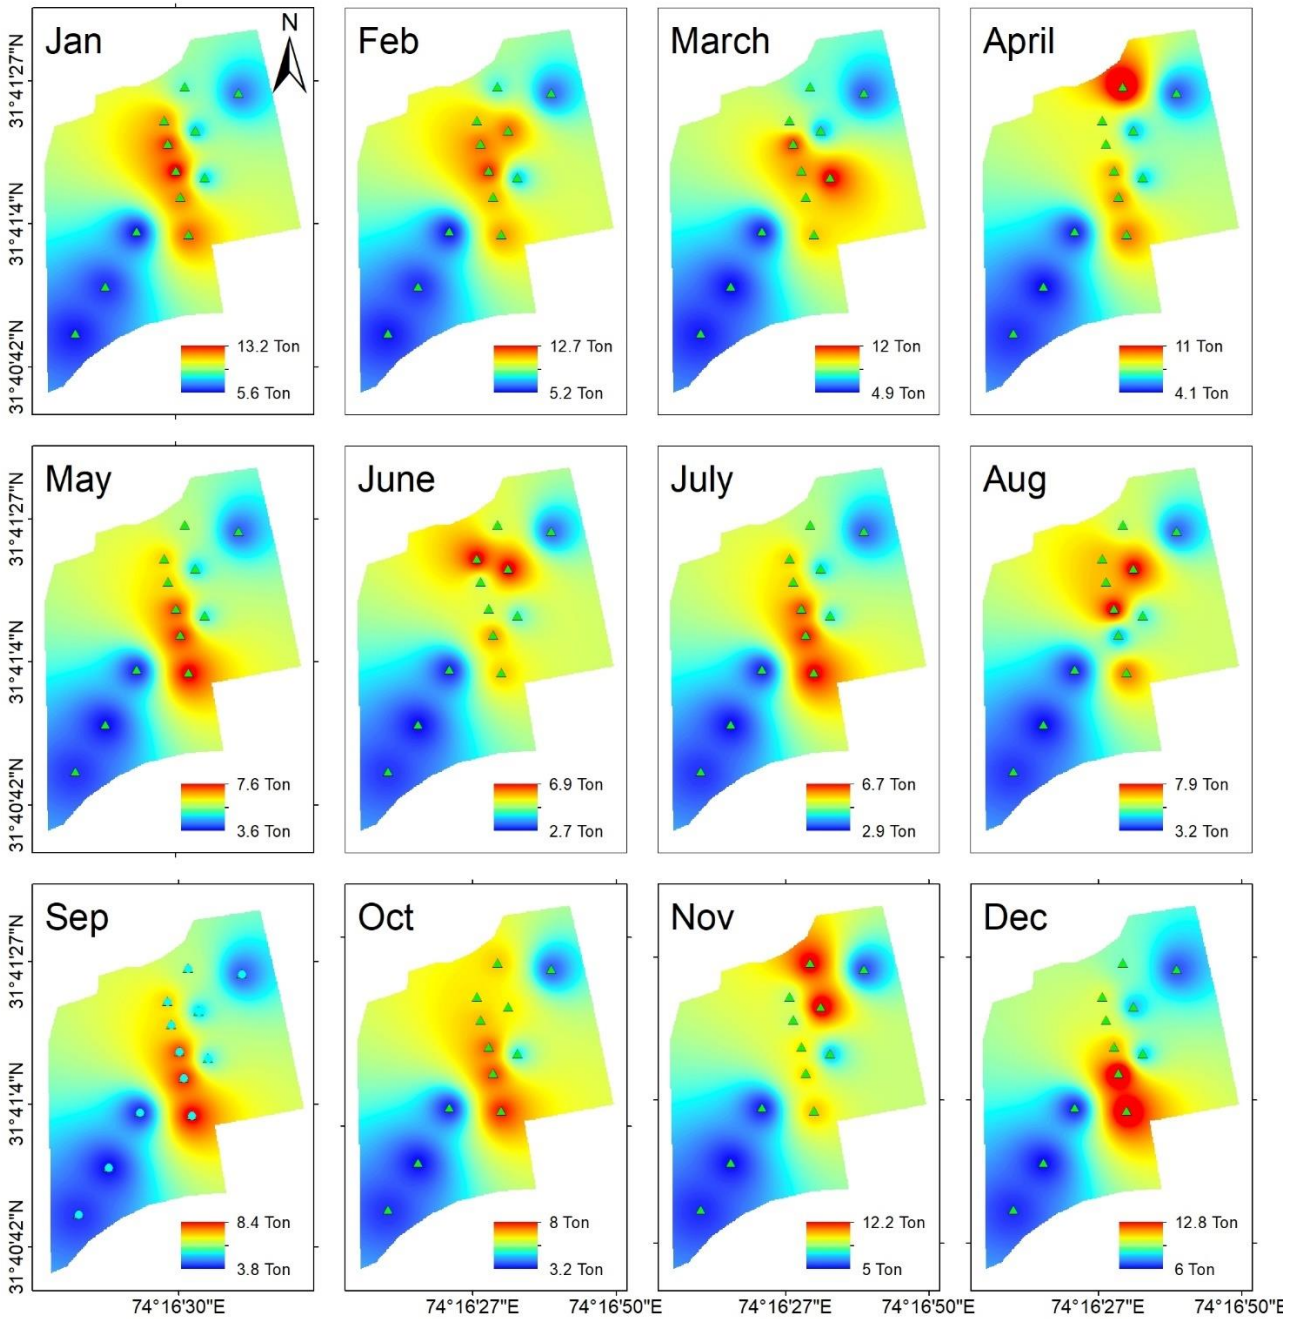 Jan
N
Feb
March
April
31°41'27"N
31°41'4"N
31°40'42"N
13.2 Ton
5.6 Ton
12.7 Ton
5.2 Ton
12 Ton
4.9 Ton
11 Ton
4.1 Ton
May
June
July
Aug
31°41'27"N
31°41'4"N
31°40'42"N
7.6 Ton
3.6 Ton
6.9 Ton
2.7 Ton
6.7 Ton
2.9 Ton
7.9 Ton
3.2 Ton
Sep
Oct
Nov
Dec
31°41'27"N
31°41'4"N
31°40'42"N
8.4 Ton
3.8 Ton
8 Ton
3.2 Ton
12.2 Ton
5 Ton
12.8 Ton
6 Ton
74°16'30"E
74°16'27"E
74°16'50"E
74°16'27"E
74°16'50"E
74°16'27"E
74°16'50"E